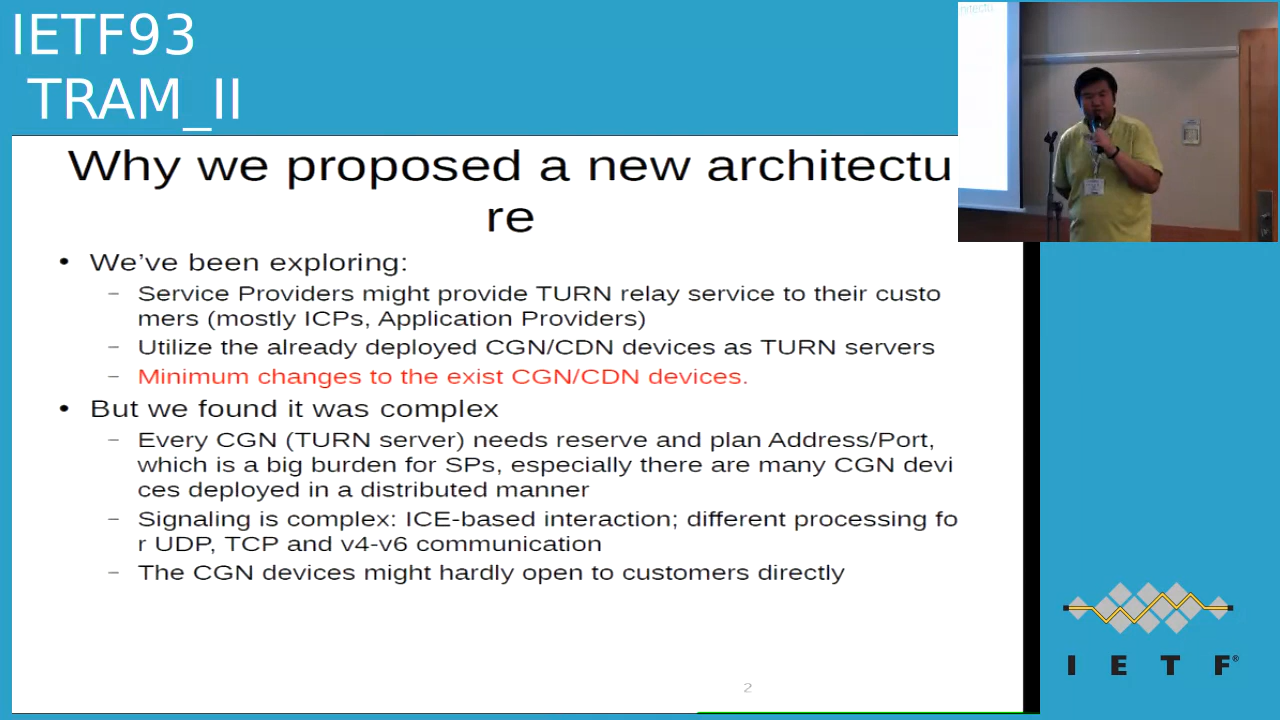 IETF93
TRAM_II
Why we proposed a new architectu
re
• We’ve been exploring:
– Service Providers might provide TURN relay service to their custo
mers (mostly ICPs, Application Providers)
– Utilize the already deployed CGN/CDN devices as TURN servers
– Minimum changes to the exist CGN/CDN devices.
• But we found it was complex
– Every CGN (TURN server) needs reserve and plan Address/Port,
which is a big burden for SPs, especially there are many CGN devi
ces deployed in a distributed manner
– Signaling is complex: ICE-based interaction; different processing fo
r UDP, TCP and v4-v6 communication
– The CGN devices might hardly open to customers directly
2
I E T F®